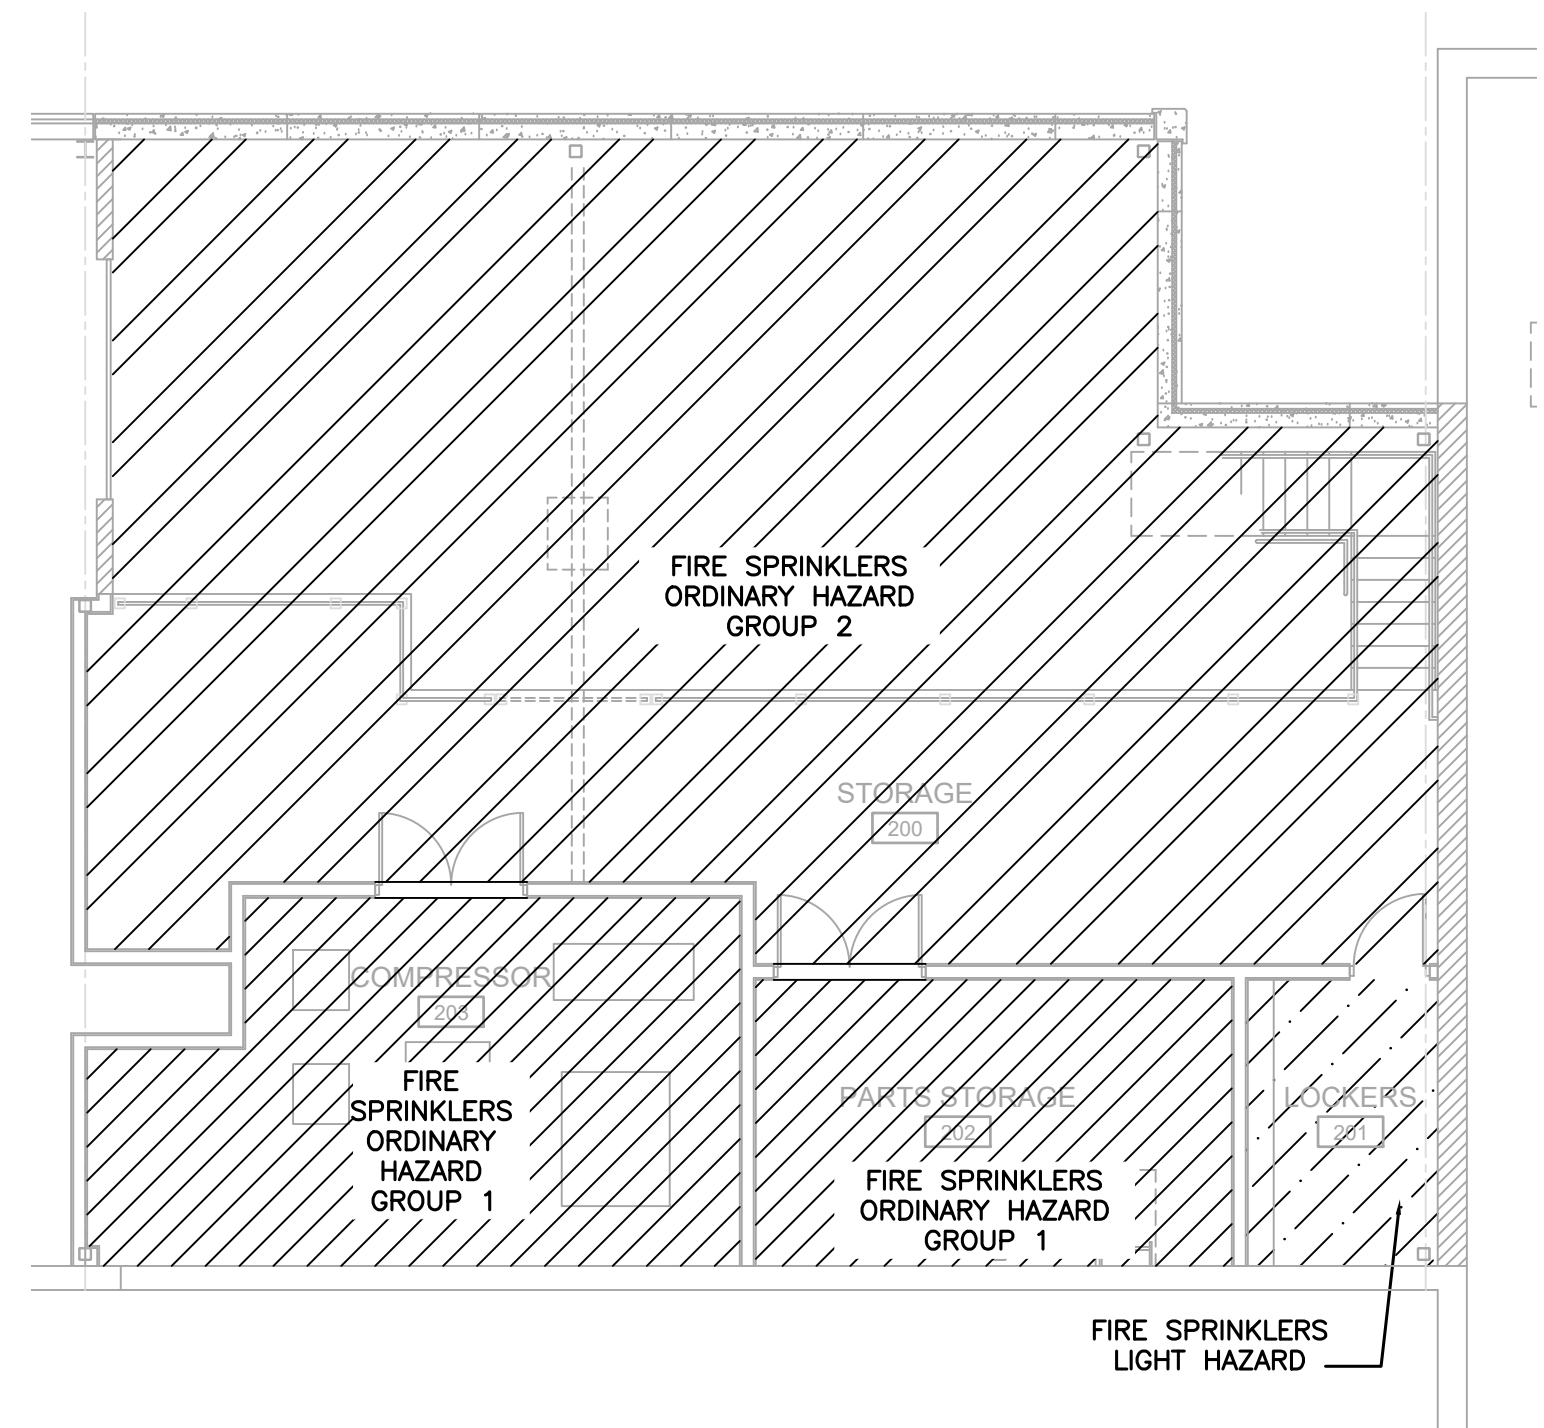 FIRE SPRINKLERS
ORDINARY HAZARD
GROUP 2
STORAGE
200
COMPRESSOR
203
FIRE
SPRINKLERS
ORDINARY
HAZARD
GROUP 1
PARTS STORAGE
202
FIRE SPRINKLERS
ORDINARY HAZARD
GROUP 1
LOCKERS
201
FIRE SPRINKLERS
LIGHT HAZARD